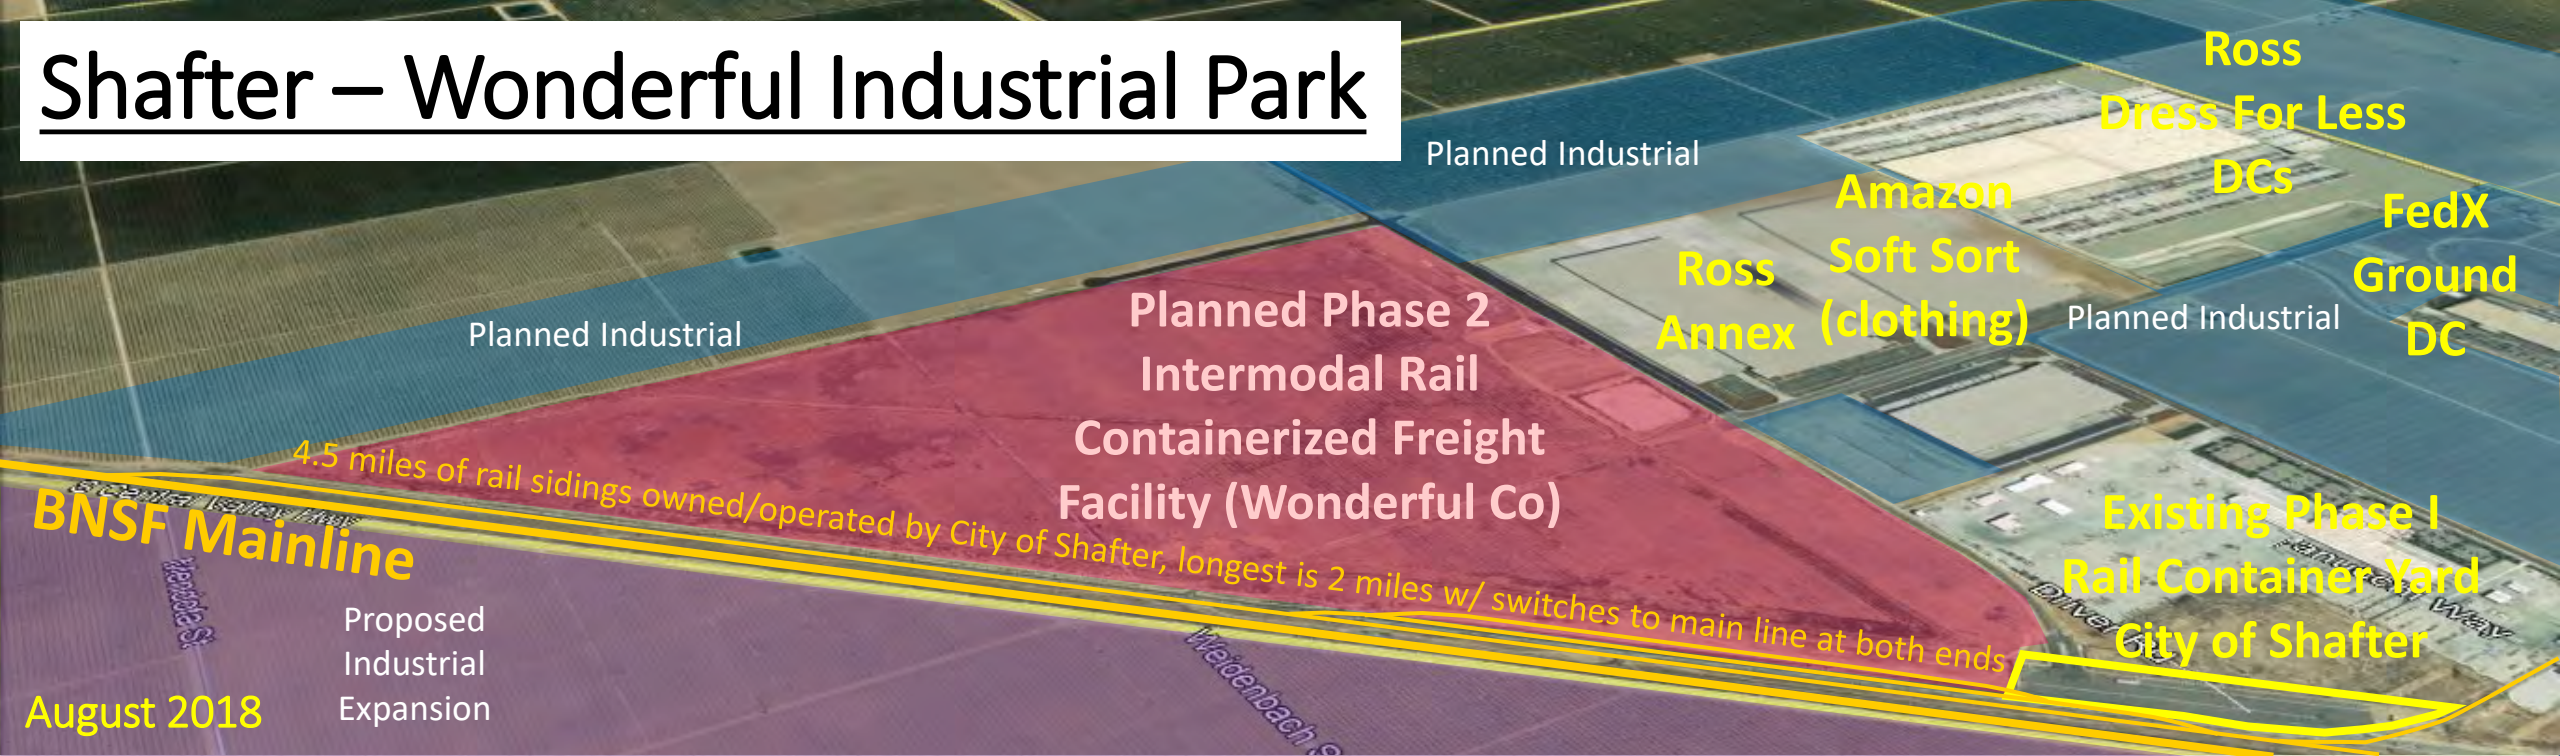 Shafter – Wonderful Industrial Park
Ross
Dress For Less
DCs
Planned Industrial
Amazon
Soft Sort
(clothing)
FedX
Ground
DC
Ross
Annex
Planned Industrial
Planned Industrial
Planned Phase 2
Intermodal Rail
Containerized Freight
Facility (Wonderful Co)
4.5 miles of rail sidings owned/operated by City of Shafter, longest is 2 miles w/ switches to main line at both ends
BNSF Mainline
Existing Phase I
Rail Container Yard
City of Shafter
Proposed
Industrial
Expansion
Weidenbach
August 2018